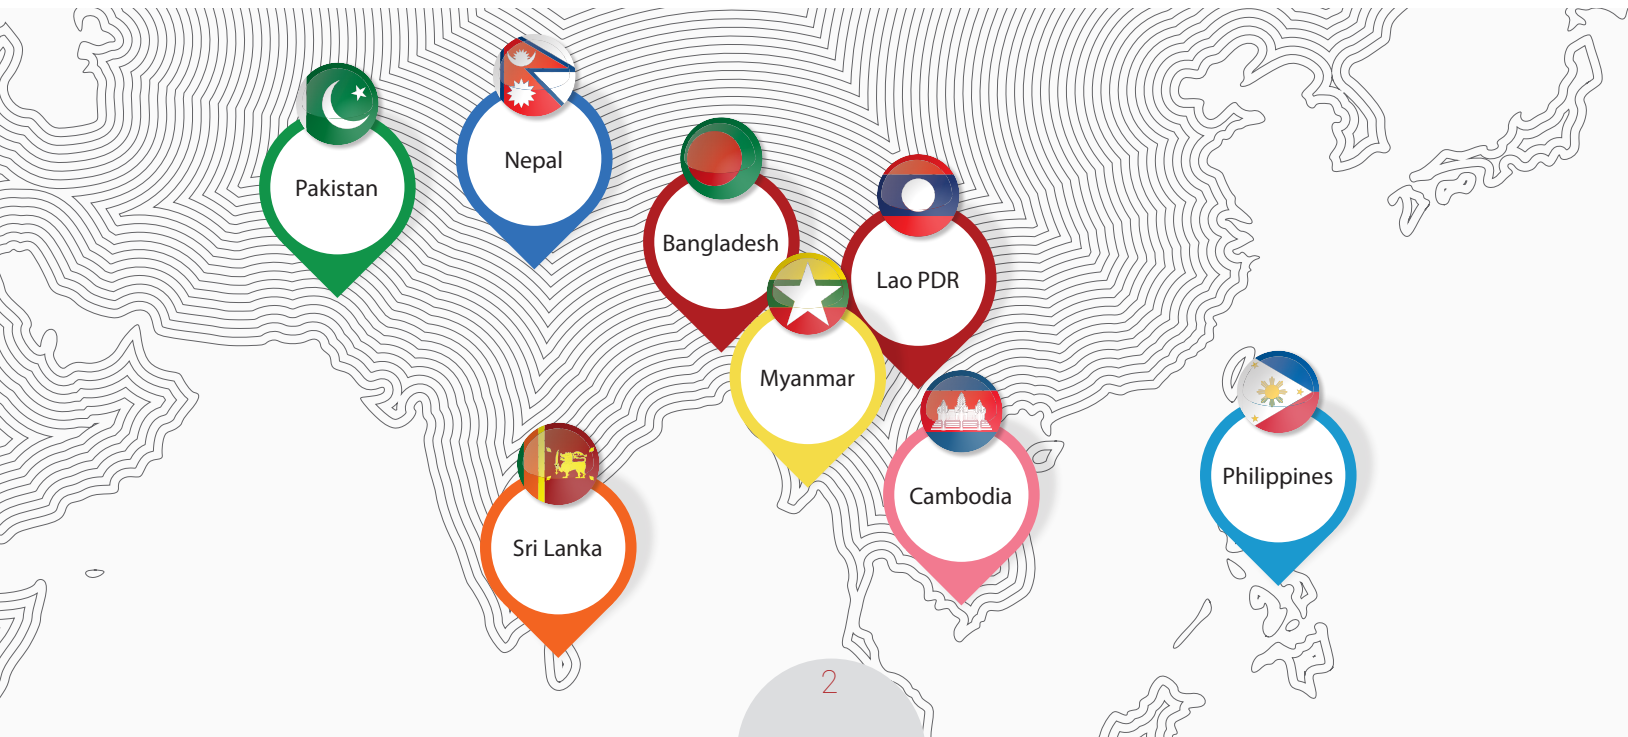 Nepal
Pakistan
Bangladesh
Lao PDR
Myanmar
Philippines
Cambodia
Sri Lanka
2